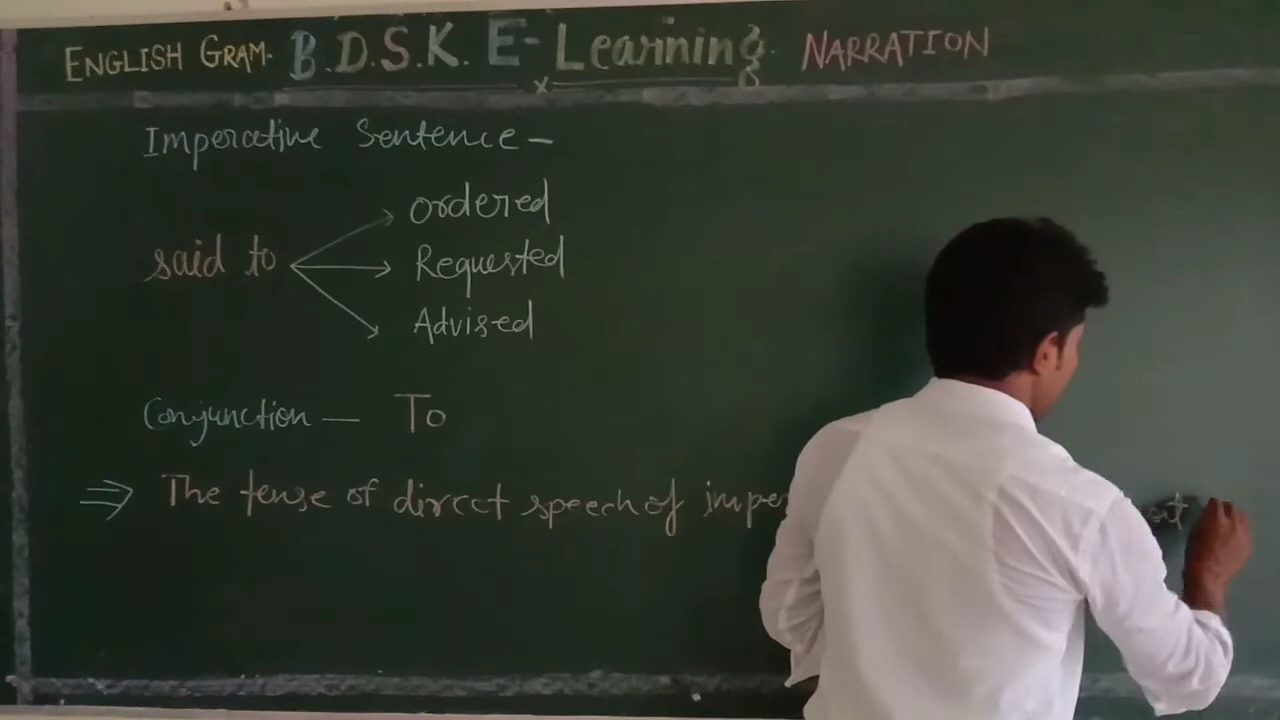 ENGLISH GRAM. B.D.S.K. E-Learning. NARRATION
Imperative Sentence -
said to
ordered
Requested
Advised
Conjunction — To
⇒ The tense of direct speech of